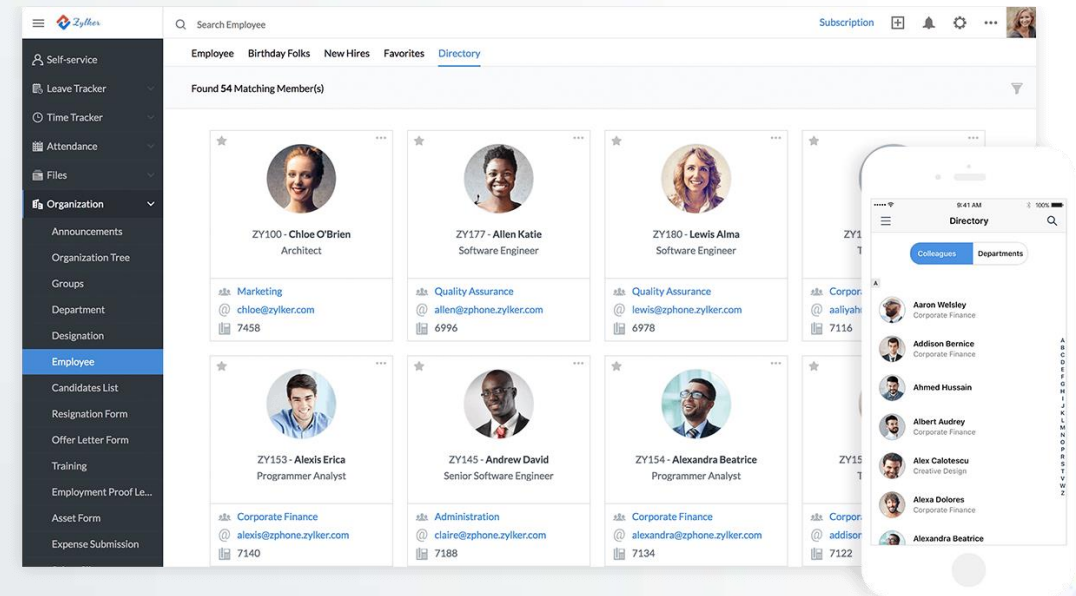 Zylker
Search Employee
Subscription
Self-service
Leave Tracker
Time Tracker
Attendance
Files
Organization
Announcements
Organization Tree
Groups
Department
Designation
Employee
Candidates List
Resignation Form
Offer Letter Form
Training
Employment Proof Le...
Asset Form
Expense Submission
Employee Birthday Folks New Hires Favorites Directory
Found 54 Matching Member(s)
ZY100 - Chloe O'Brien
Architect
Marketing
chloe@zylker.com
7458
ZY177 - Allen Katie
Software Engineer
Quality Assurance
allen@zphone.zylker.com
6996
ZY180 - Lewis Alma
Software Engineer
Quality Assurance
lewis@zphone.zylker.com
6978
ZY1
T
Corpor
aaliyah
7116
ZY153 - Alexis Erica
Programmer Analyst
Corporate Finance
alexis@zphone.zylker.com
7140
ZY145 - Andrew David
Senior Software Engineer
Administration
claire@zphone.zylker.com
7188
ZY154 - Alexandra Beatrice
Programmer Analyst
Corporate Finance
alexandra@zphone.zylker.com
7134
ZY15
T
Corpor
addison
7122
9:41 AM 100%
Directory
Colleagues Departments
A
Aaron Welsley
Corporate Finance
Addison Bernice
Corporate Finance
Ahmed Hussain
Albert Audrey
Corporate Finance
Alex Calotescu
Creative Design
Alexa Dolores
Corporate Finance
Alexandra Beatrice
A
B
C
D
E
F
G
H
I
J
K
L
M
N
O
P
R
S
T
V
W
Z